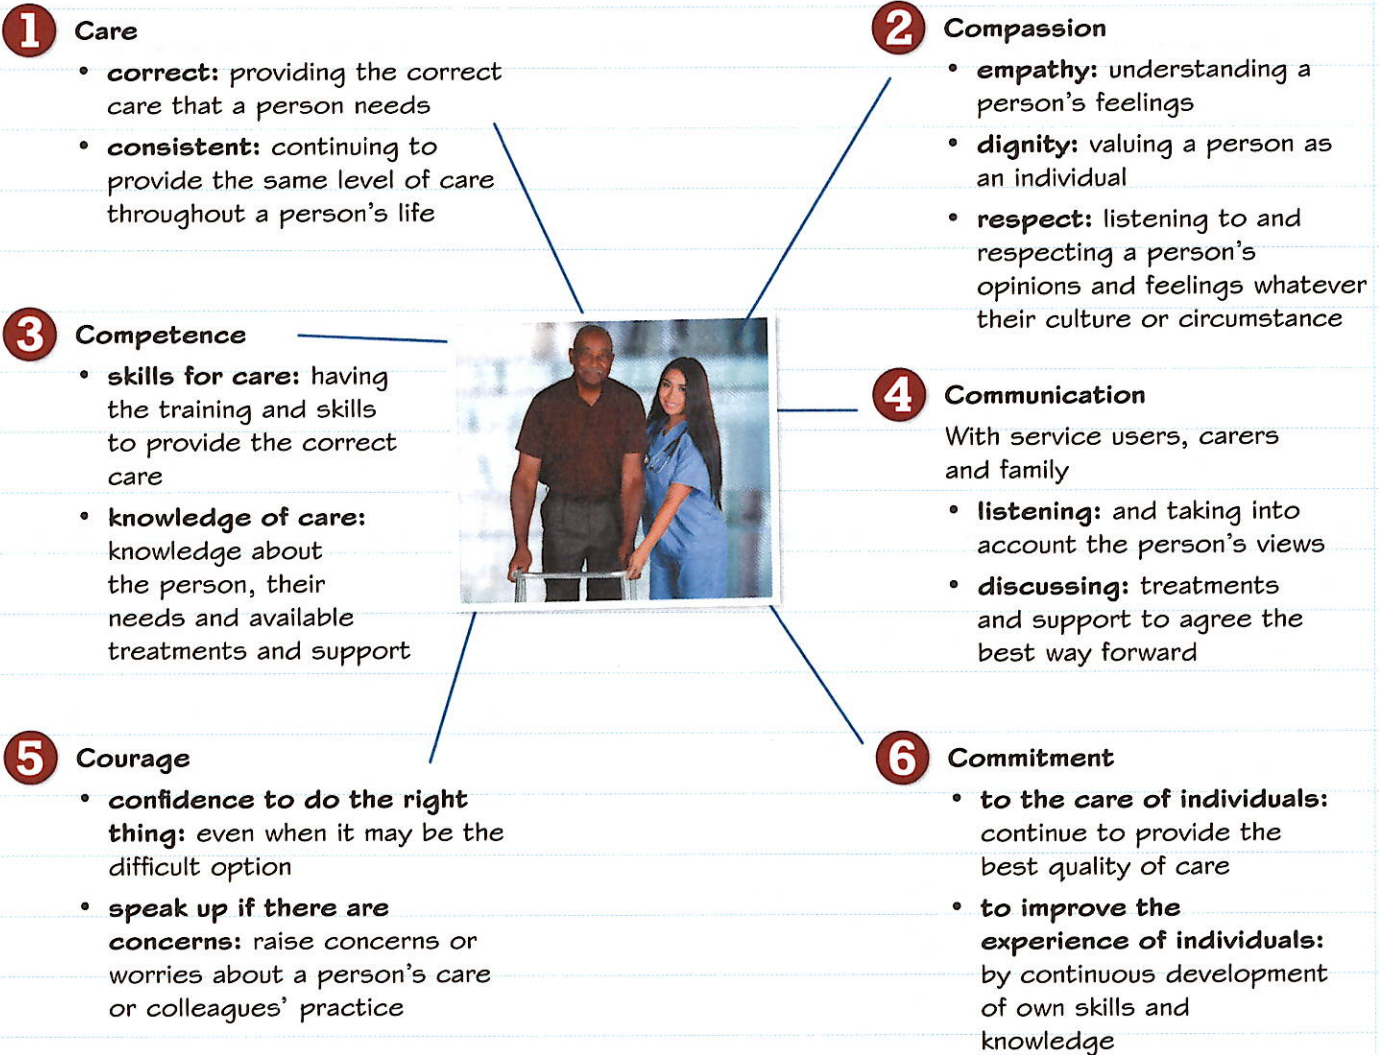 1 Care
• correct: providing the correct
care that a person needs
• consistent: continuing to
provide the same level of care
throughout a person's life
2 Compassion
• empathy: understanding a
person's feelings
• dignity: valuing a person as
an individual
• respect: listening to and
respecting a person's
opinions and feelings whatever
their culture or circumstance
3 Competence
• skills for care: having
the training and skills
to provide the correct
care
• knowledge of care:
knowledge about
the person, their
needs and available
treatments and support
4 Communication
With service users, carers
and family
• listening: and taking into
account the person's views
• discussing: treatments
and support to agree the
best way forward
5 Courage
• confidence to do the right
thing: even when it may be the
difficult option
• speak up if there are
concerns: raise concerns or
worries about a person's care
or colleagues' practice
6 Commitment
• to the care of individuals:
continue to provide the
best quality of care
• to improve the
experience of individuals:
by continuous development
of own skills and
knowledge